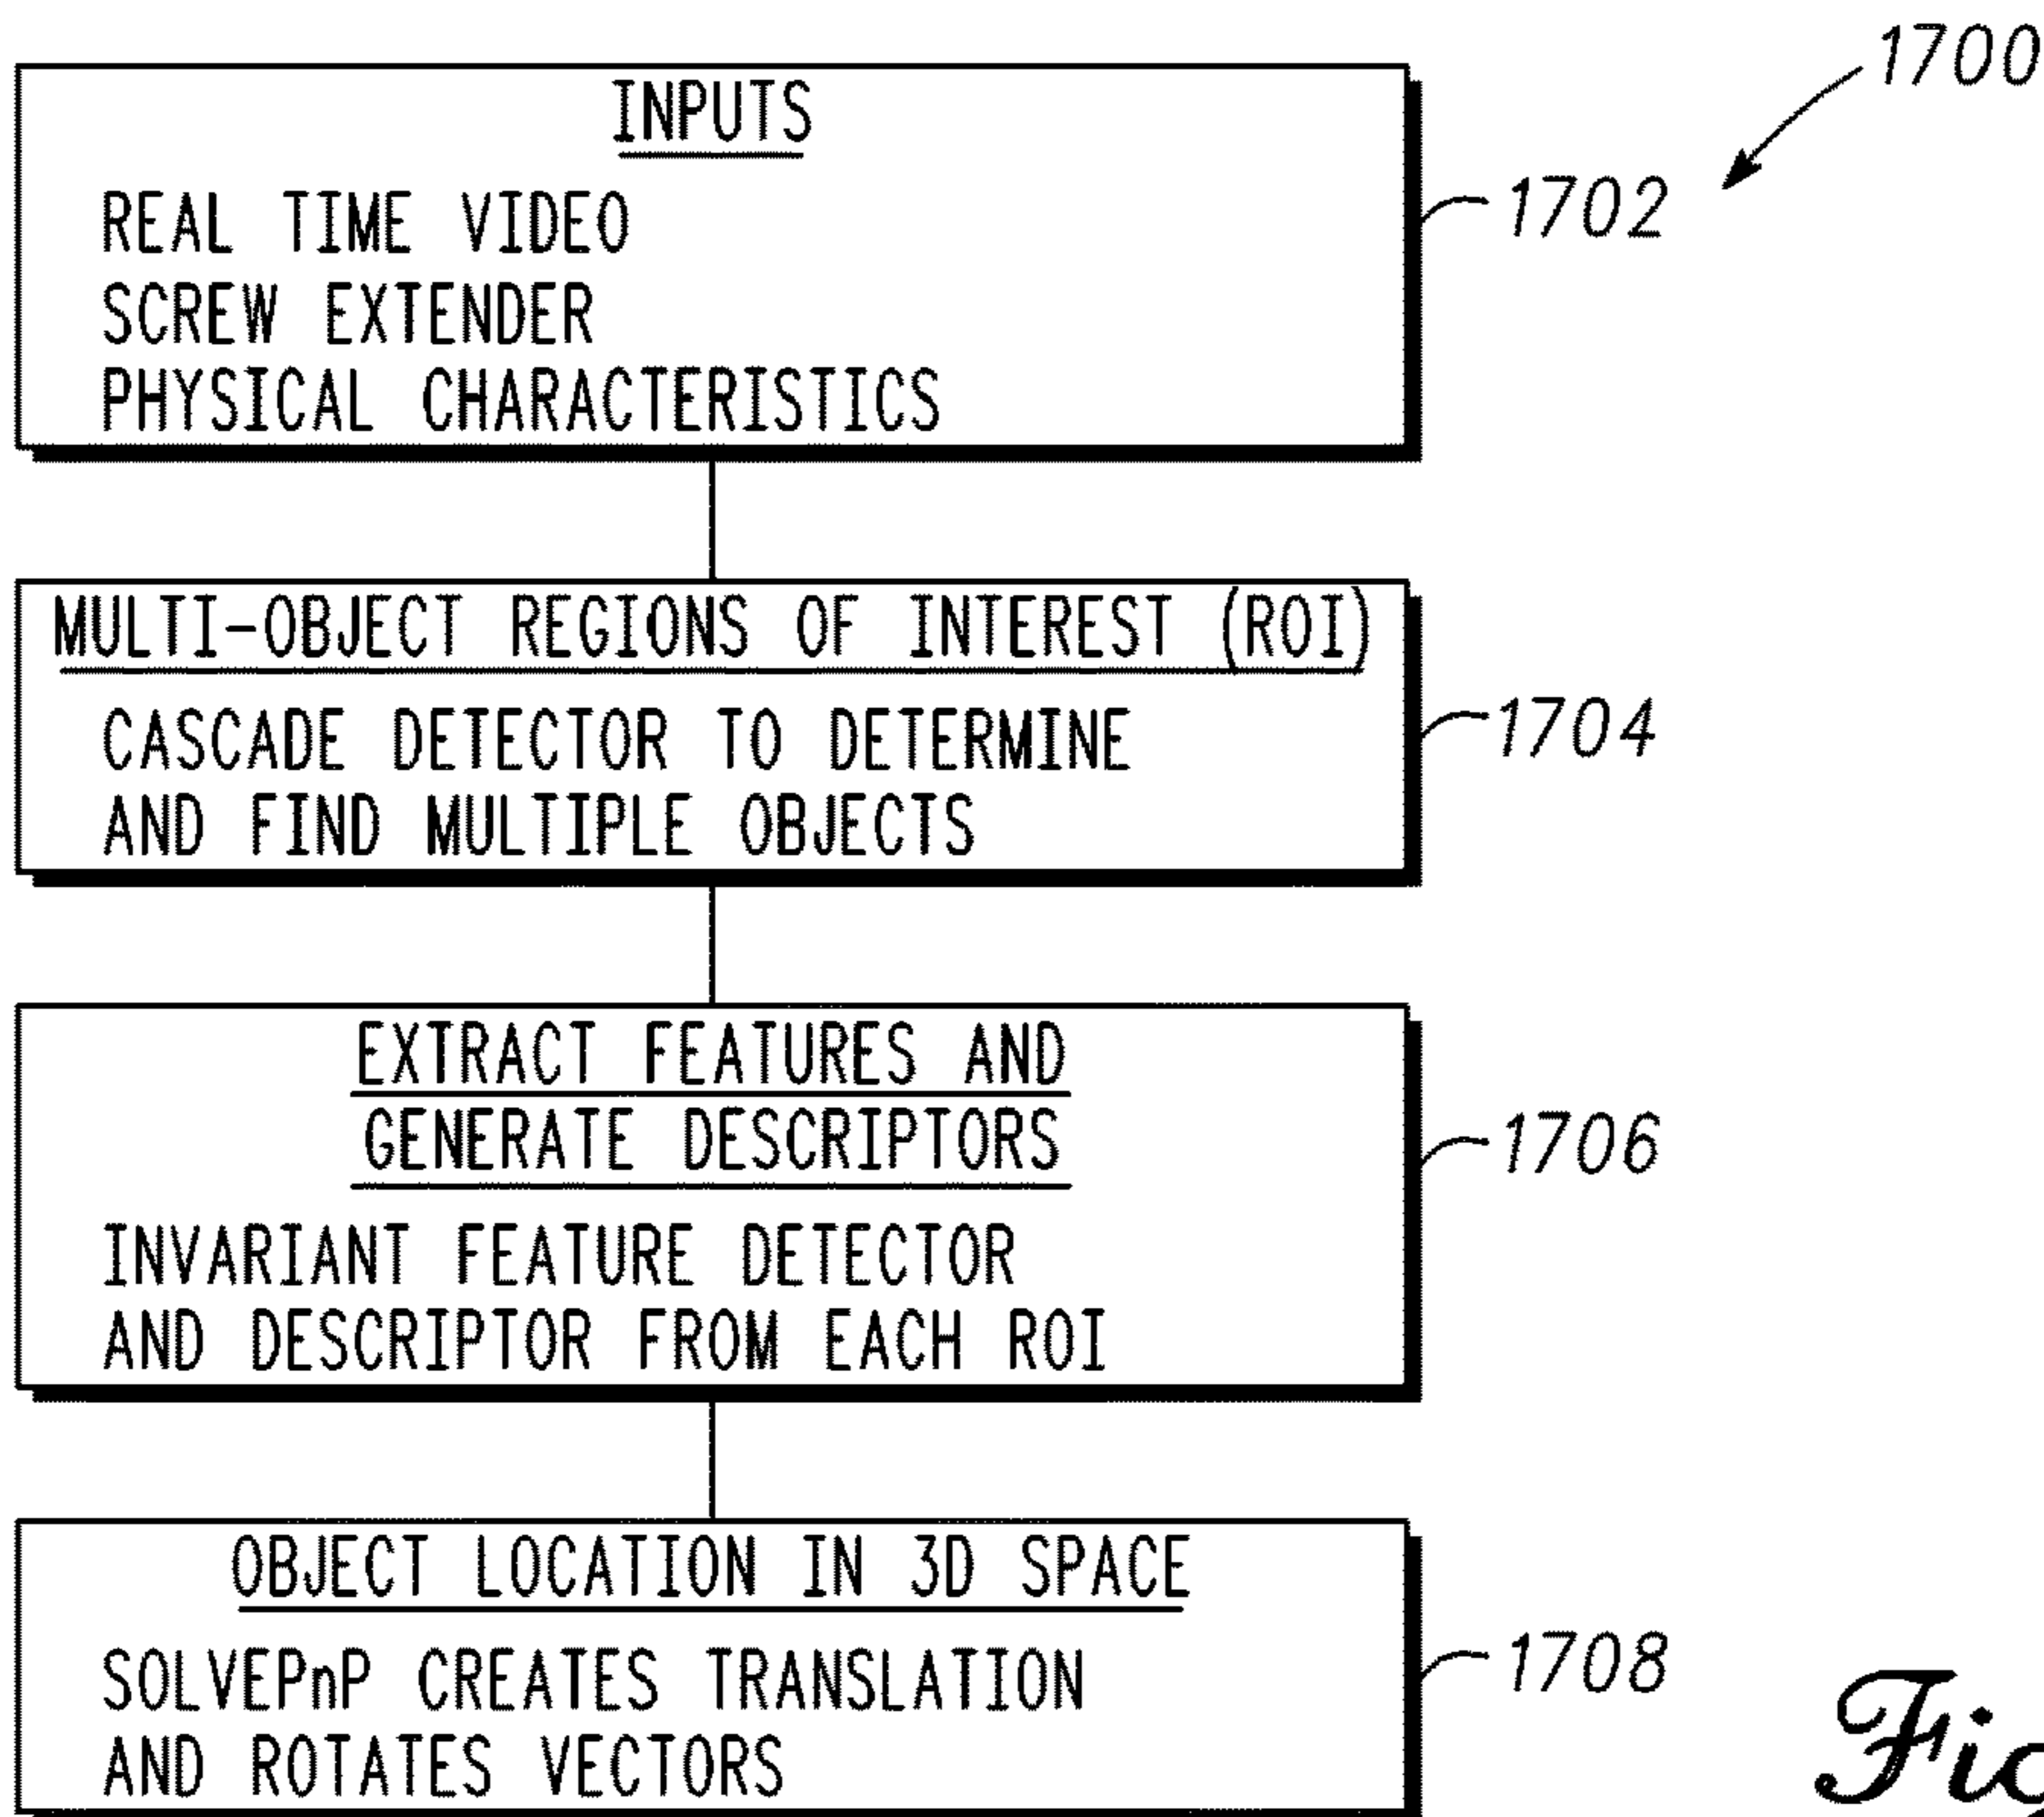 1700
INPUTS
REAL TIME VIDEO
SCREW EXTENDER
PHYSICAL CHARACTERISTICS
1702
MULTI-OBJECT REGIONS OF INTEREST (ROI)
CASCADE DETECTOR TO DETERMINE
AND FIND MULTIPLE OBJECTS
1704
EXTRACT FEATURES AND
GENERATE DESCRIPTORS
INVARIANT FEATURE DETECTOR
AND DESCRIPTOR FROM EACH ROI
1706
OBJECT LOCATION IN 3D SPACE
SOLVEPnP CREATES TRANSLATION
AND ROTATES VECTORS
1708